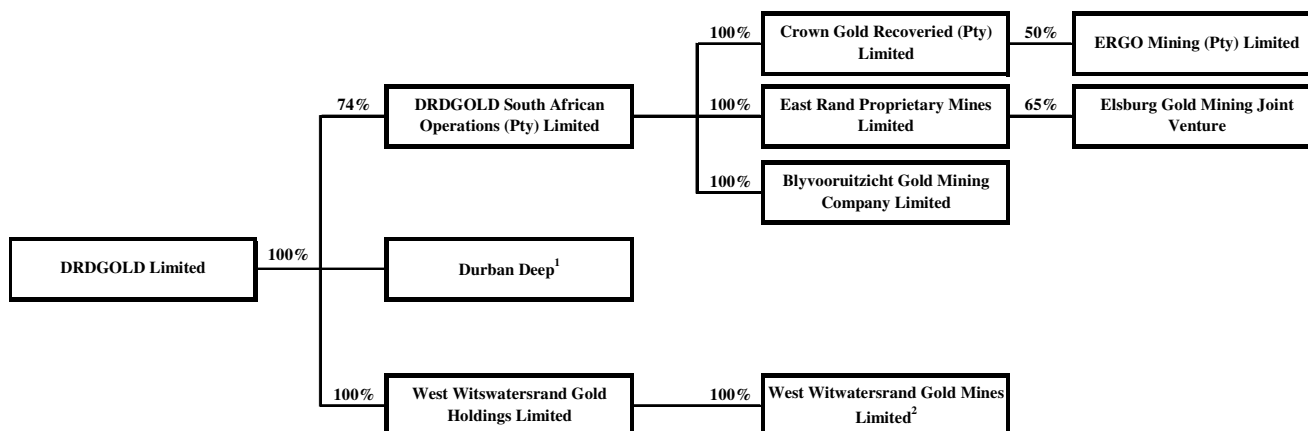 100%
Crown Gold Recoveried (Pty)
Limited
50%
ERGO Mining (Pty) Limited
74%
DRDGOLD South African
Operations (Pty) Limited
100%
East Rand Proprietary Mines
Limited
65%
Elsburg Gold Mining Joint
Venture
100%
Blyvooruitzicht Gold Mining
Company Limited
DRDGOLD Limited
100%
Durban Deep1
100%
West Witswatersrand Gold
Holdings Limited
100%
West Witwatersrand Gold Mines
Limited2